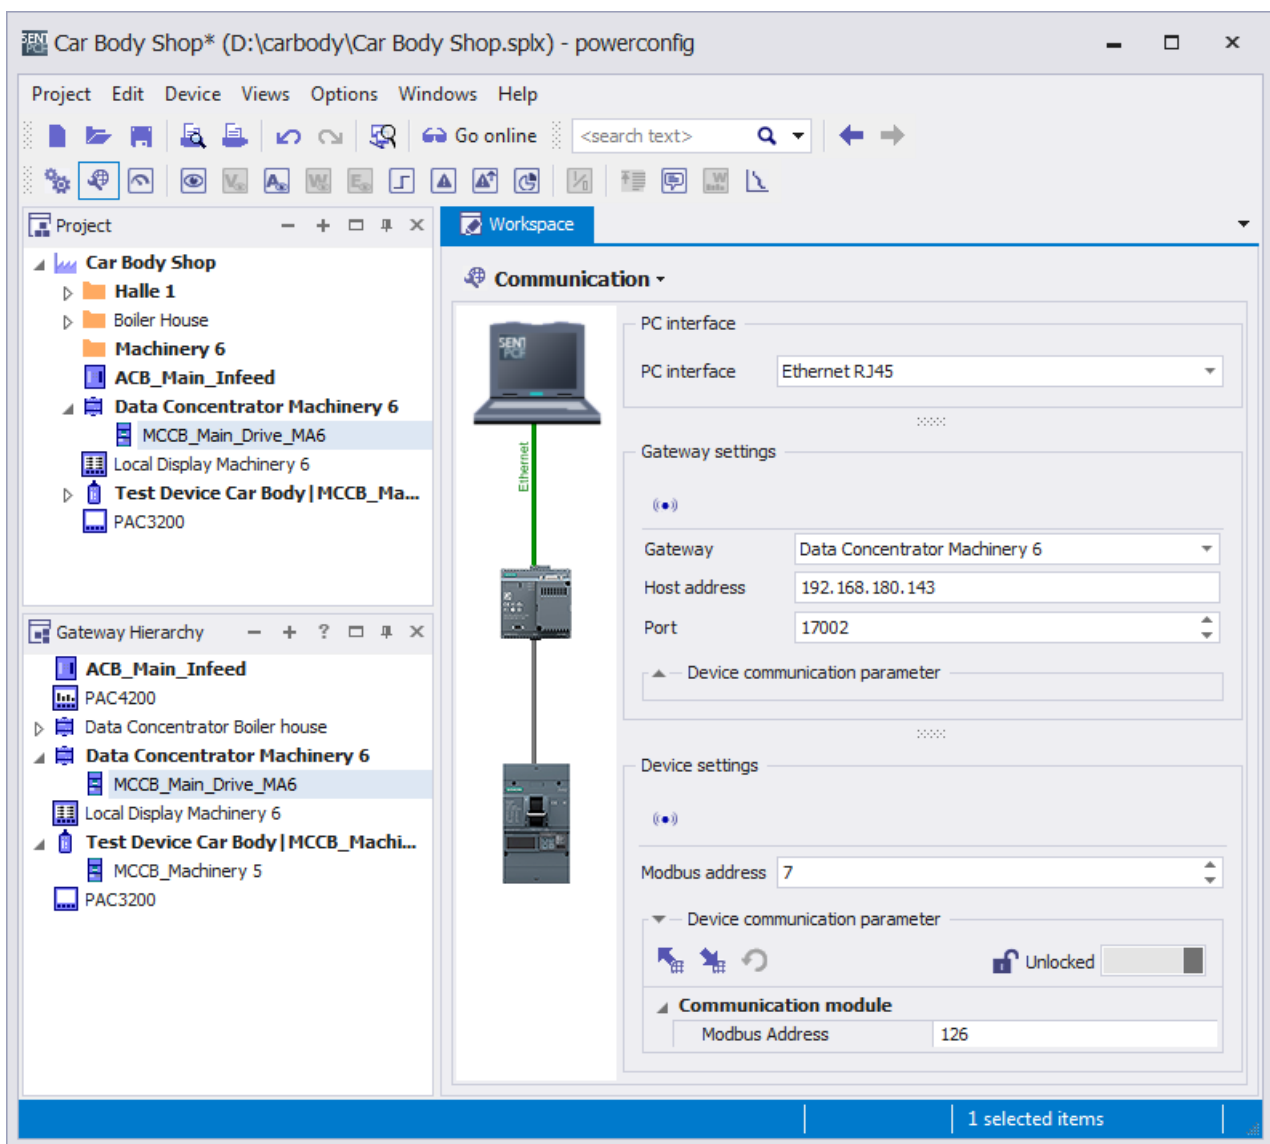 Car Body Shop* (D:\carbody\Car Body Shop.splx) - powerconfig
Project Edit Device Views Options Windows Help
Go online <search text>
Project
Car Body Shop
Halle 1
Boiler House
Machinery 6
ACB_Main_Infeed
Data Concentrator Machinery 6
MCCB_Main_Drive_MA6
Local Display Machinery 6
Test Device Car Body|MCCB_Ma...
PAC3200
Gateway Hierarchy
ACB_Main_Infeed
PAC4200
Data Concentrator Boiler house
Data Concentrator Machinery 6
MCCB_Main_Drive_MA6
Local Display Machinery 6
Test Device Car Body|MCCB_Machi...
MCCB_Machinery 5
PAC3200
Workspace
Communication
Ethernet
PC interface
PC interface Ethernet RJ45
Gateway settings
Gateway Data Concentrator Machinery 6
Host address 192.168.180.143
Port 17002
Device communication parameter
Device settings
Modbus address 7
Device communication parameter
Unlocked
Communication module
Modbus Address 126
1 selected items